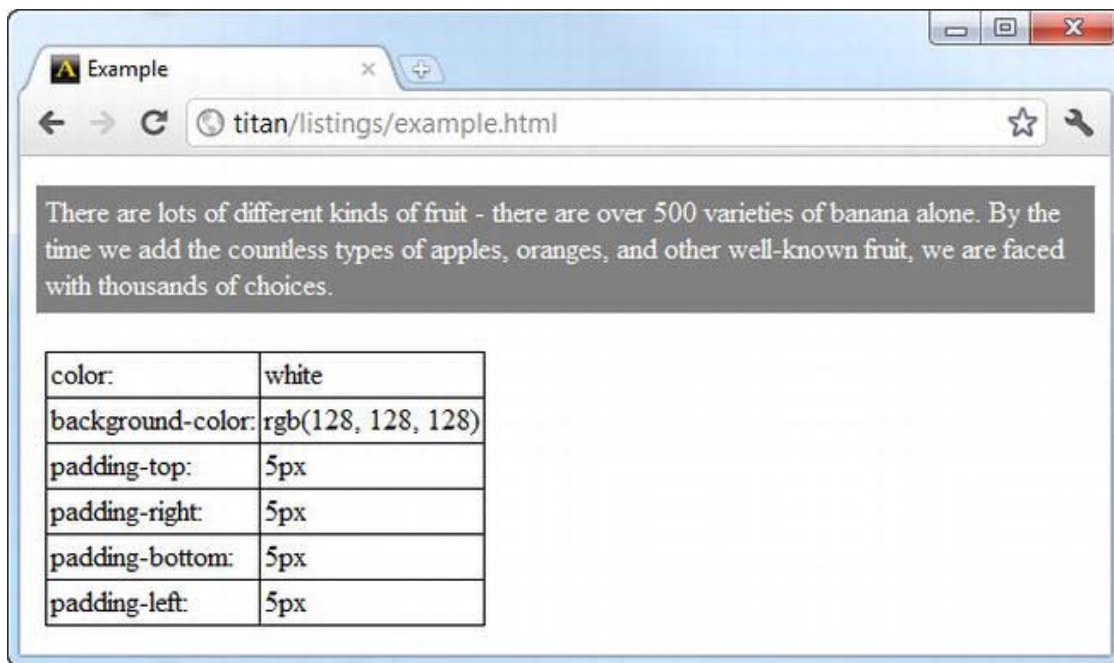 Example
titan/listings/example.html
There are lots of different kinds of fruit - there are over 500 varieties of banana alone. By the
time we add the countless types of apples, oranges, and other well-known fruit, we are faced
with thousands of choices.
color: white
background-color: rgb(128, 128, 128)
padding-top: 5px
padding-right: 5px
padding-bottom: 5px
padding-left: 5px